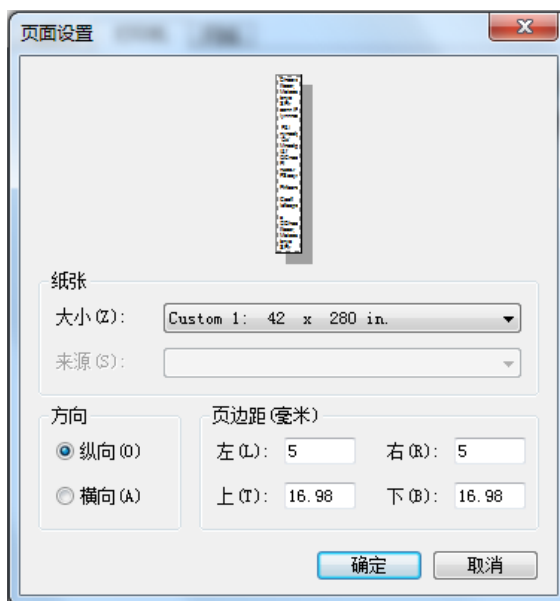 页面设置
纸张
大小(Z):
Custom 1: 42 x 280 in.
来源(S):
方向
纵向(O)
横向(A)
页边距(毫米)
左(L): 5 右(R): 5
上(T): 16.98 下(B): 16.98
确定 取消